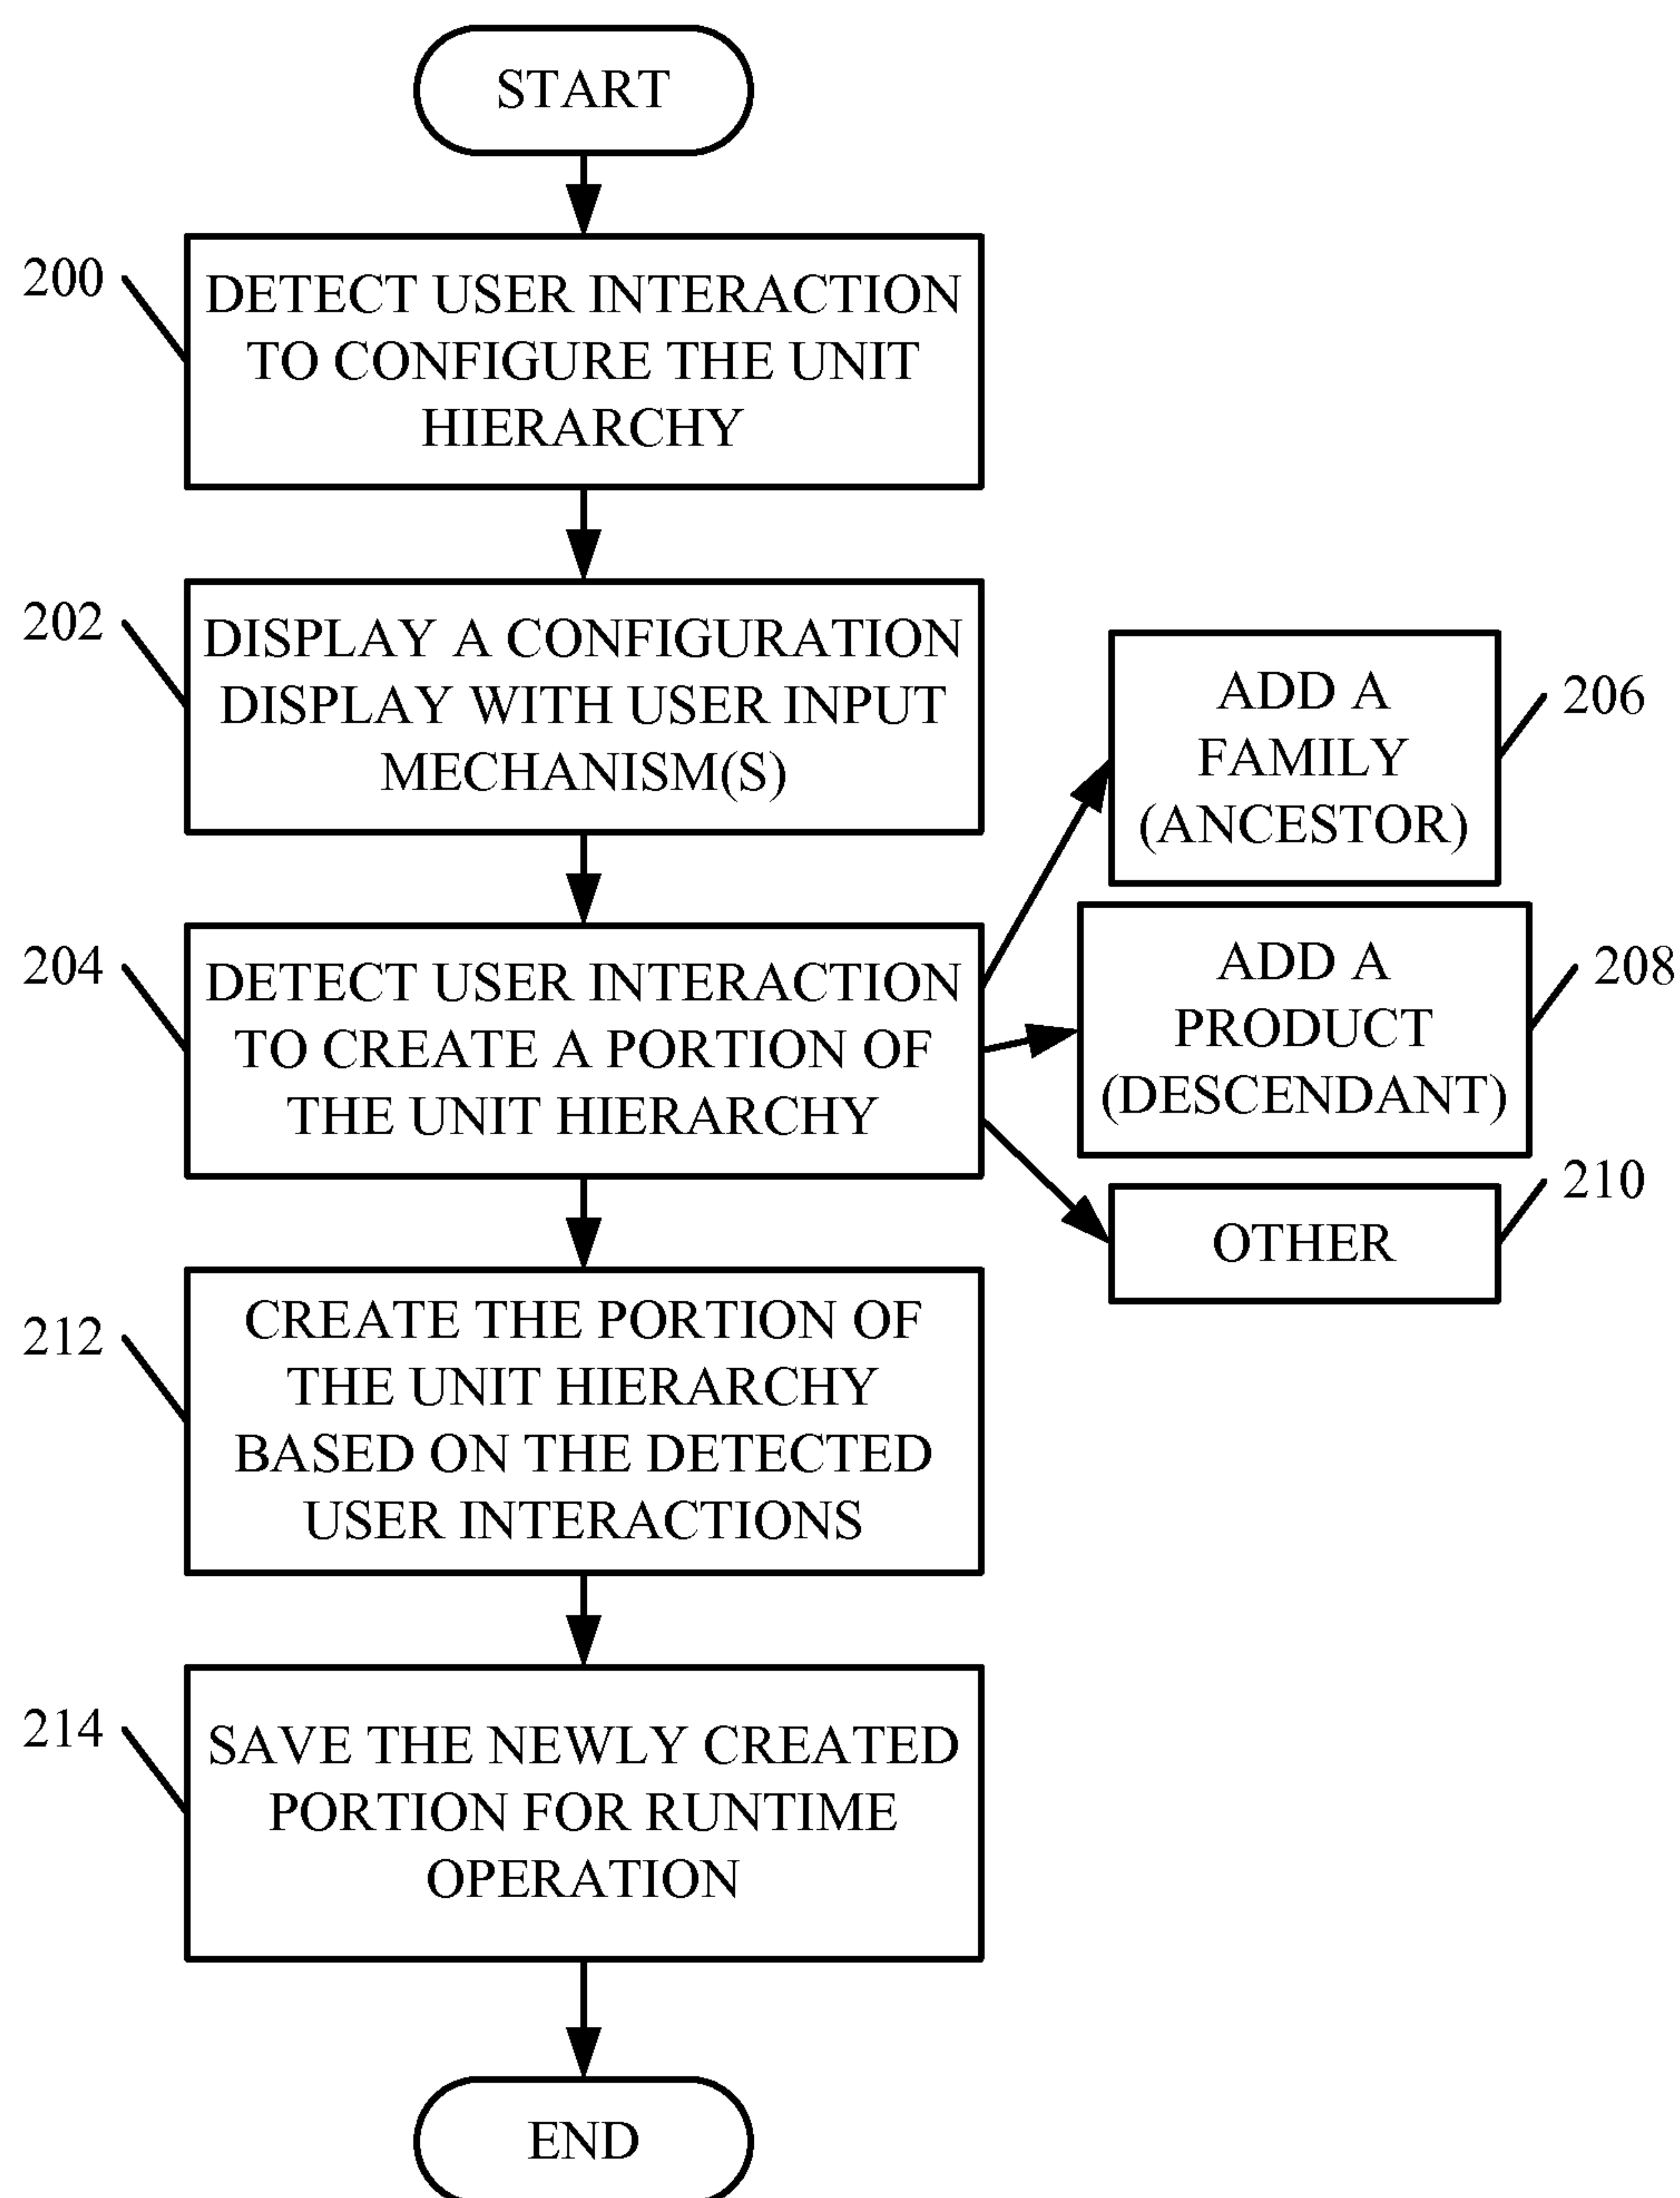 START
200
DETECT USER INTERACTION
TO CONFIGURE THE UNIT
HIERARCHY
202
DISPLAY A CONFIGURATION
DISPLAY WITH USER INPUT
MECHANISM(S)
204
DETECT USER INTERACTION
TO CREATE A PORTION OF
THE UNIT HIERARCHY
ADD A
FAMILY
(ANCESTOR)
206
ADD A
PRODUCT
(DESCENDANT)
208
OTHER
210
212
CREATE THE PORTION OF
THE UNIT HIERARCHY
BASED ON THE DETECTED
USER INTERACTIONS
214
SAVE THE NEWLY CREATED
PORTION FOR RUNTIME
OPERATION
END